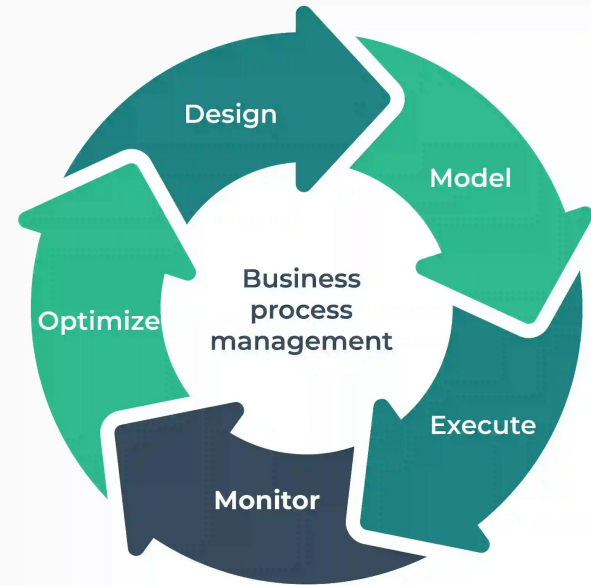 Design
Model
Business
process
management
Optimize
Execute
Monitor